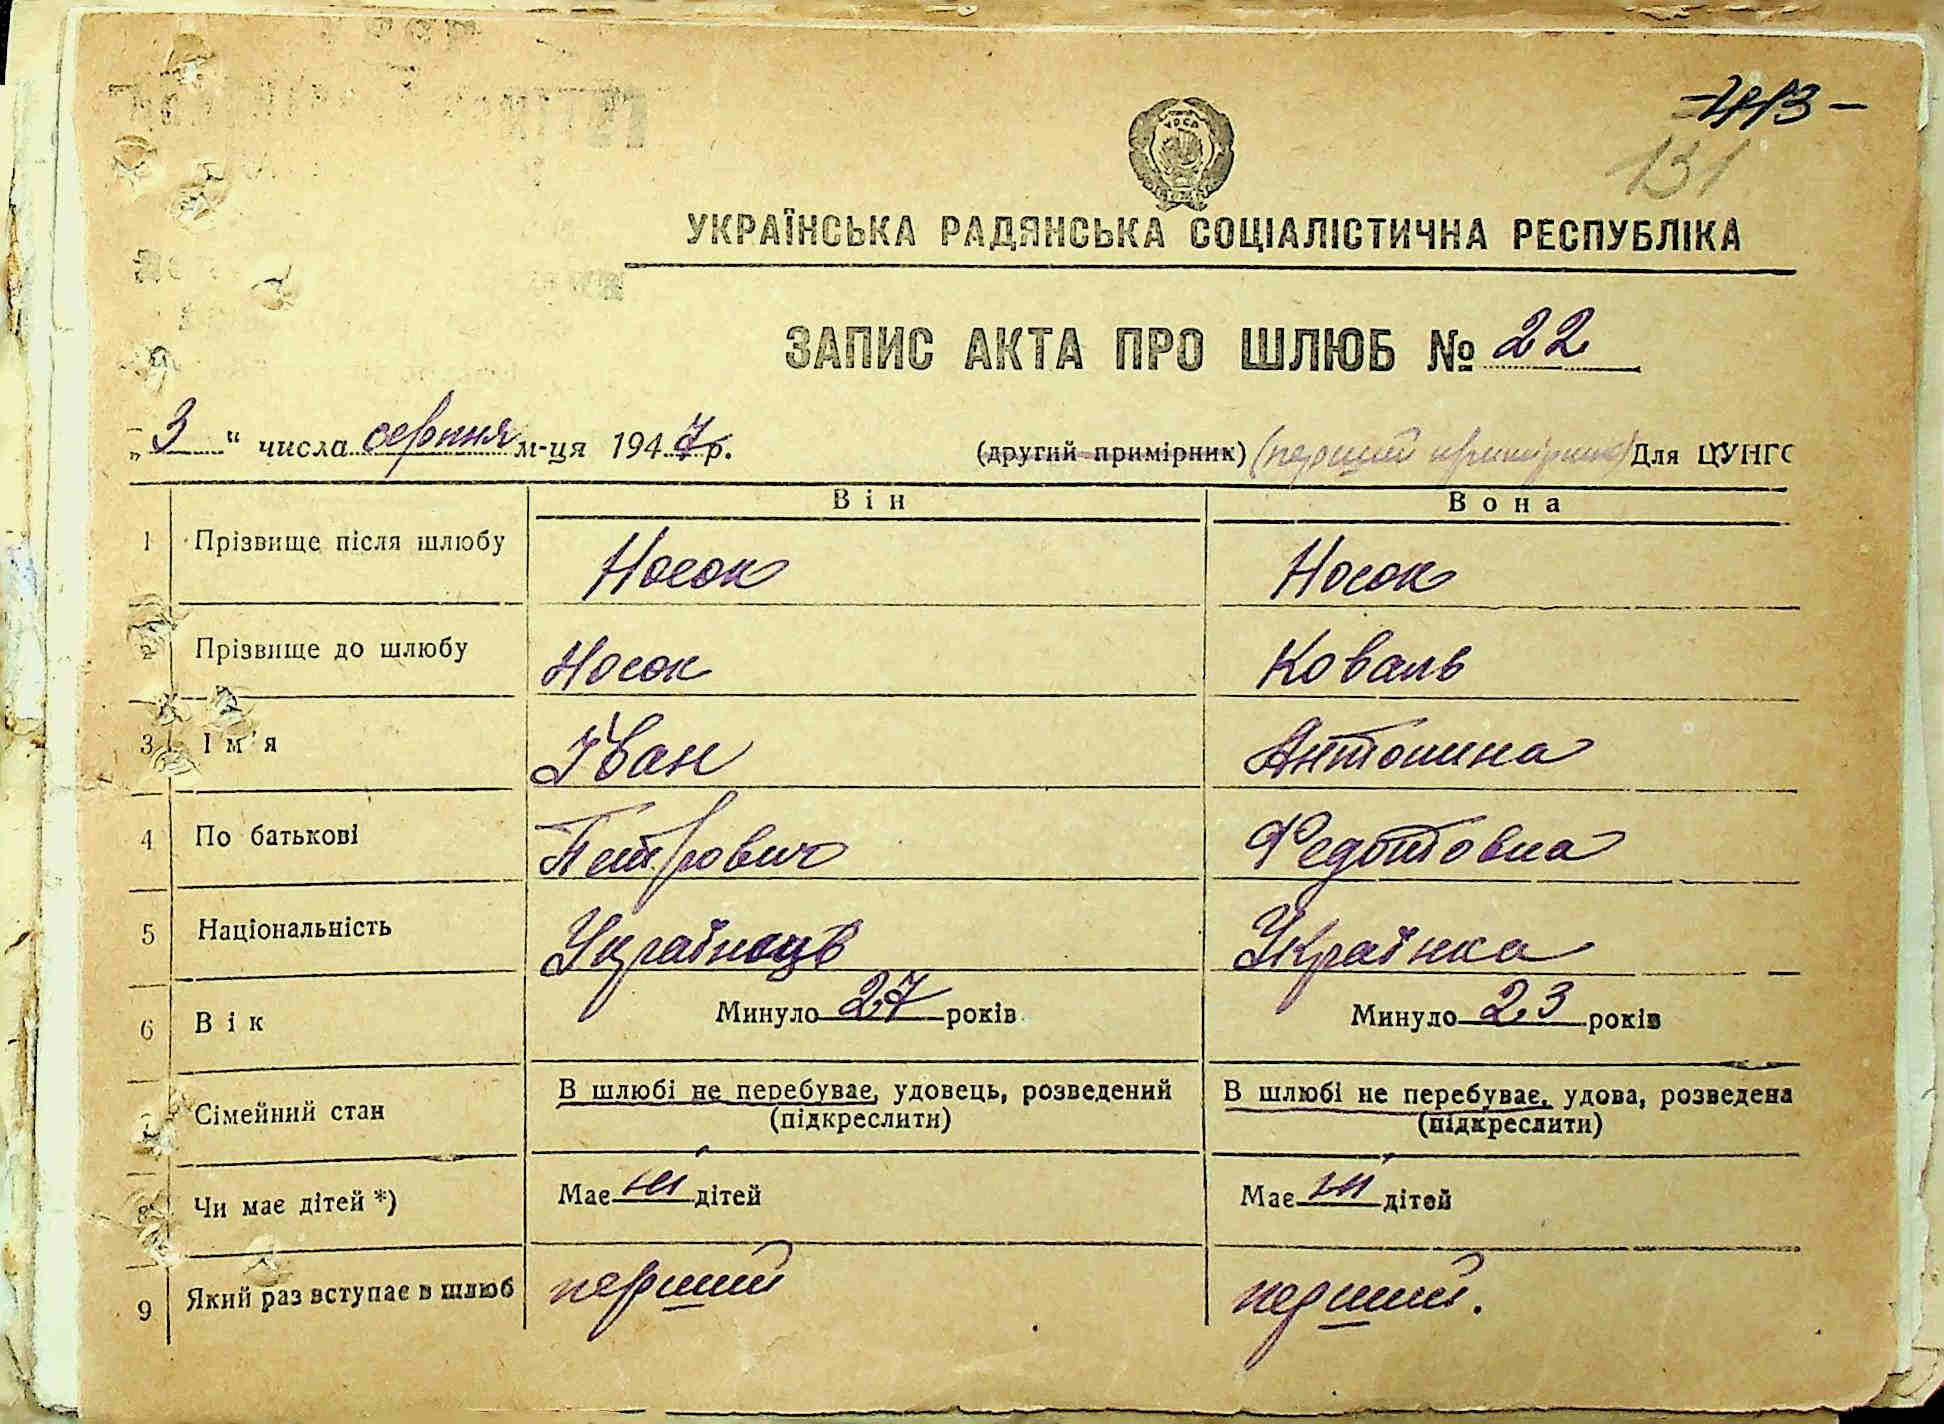 131
УКРАЇНСЬКА РАДЯНСЬКА СОЦІАЛІСТИЧНА РЕСПУБЛІКА
ЗАПИС АКТА ПРО ШЛЮБ № 22
„3“ числа серпня м-ця 1947 р. (другий примірник) (перший примірник) Для ЦУНГС
Він Вона
1 Прізвище після шлюбу Носок Носок
2 Прізвище до шлюбу Носок Коваль
3 Ім'я Іван Антонина
4 По батькові Петрович Федотовна
5 Національність Українець Українка
6 Вік Минуло 27 років Минуло 23 років
7 Сімейний стан В шлюбі не перебуває, удовець, розведений В шлюбі не перебуває, удова, розведена
(підкреслити) (підкреслити)
8 Чи має дітей *) Має ні дітей Має ні дітей
9 Який раз вступає в шлюб перший перший.